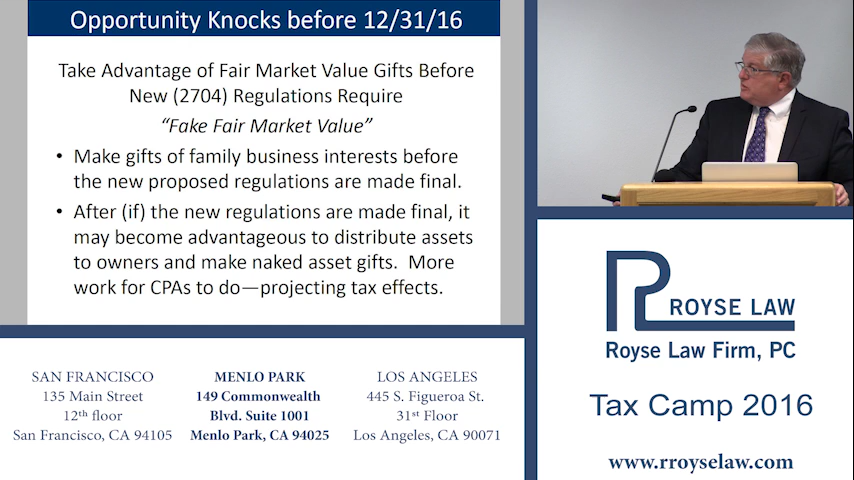 Opportunity Knocks before 12/31/16
Take Advantage of Fair Market Value Gifts Before
New (2704) Regulations Require
“Fake Fair Market Value”
• Make gifts of family business interests before
the new proposed regulations are made final.
• After (if) the new regulations are made final, it
may become advantageous to distribute assets
to owners and make naked asset gifts. More
work for CPAs to do—projecting tax effects.
ROYSE LAW
Royse Law Firm, PC
Tax Camp 2016
www.rroyselaw.com
SAN FRANCISCO
135 Main Street
12th floor
San Francisco, CA 94105
MENLO PARK
149 Commonwealth
Blvd. Suite 1001
Menlo Park, CA 94025
LOS ANGELES
445 S. Figueroa St.
31st Floor
Los Angeles, CA 90071